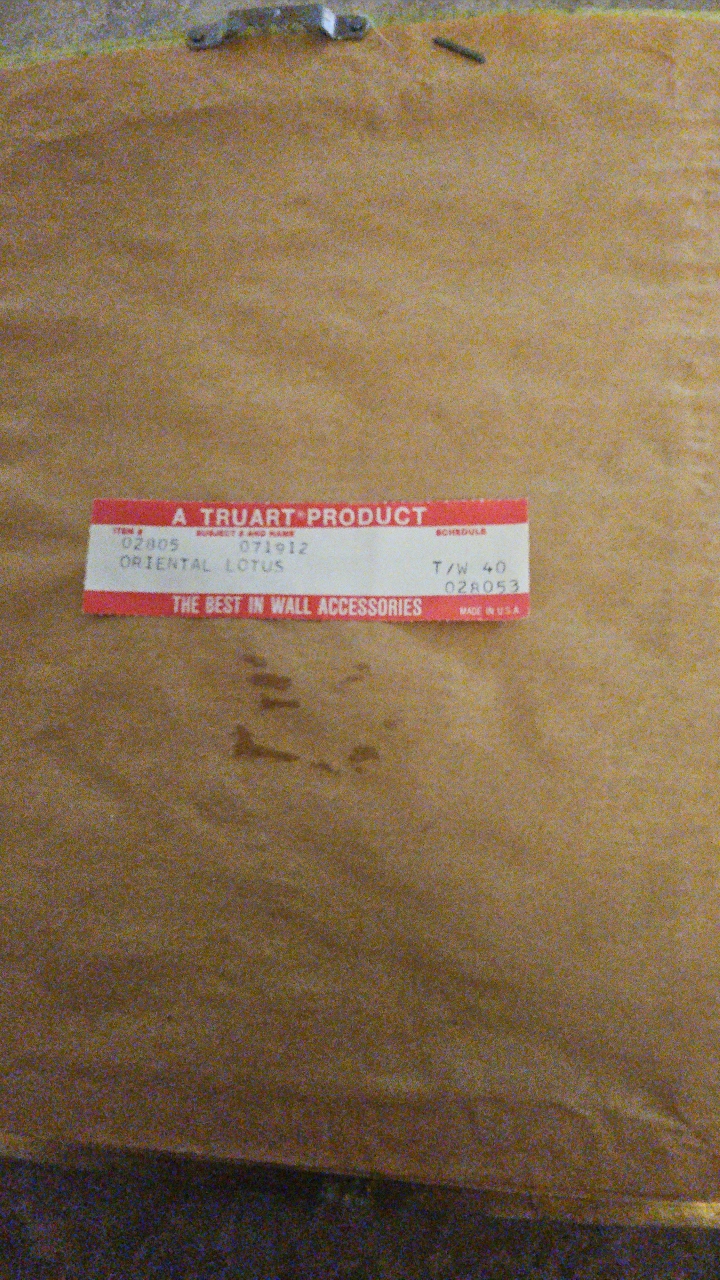 A TRUART® PRODUCT
ITEM # SUBJECT # AND NAME SCHEDULE
02805 071912
ORIENTAL LOTUS T/W 40
028053
THE BEST IN WALL ACCESSORIES MADE IN U.S.A.